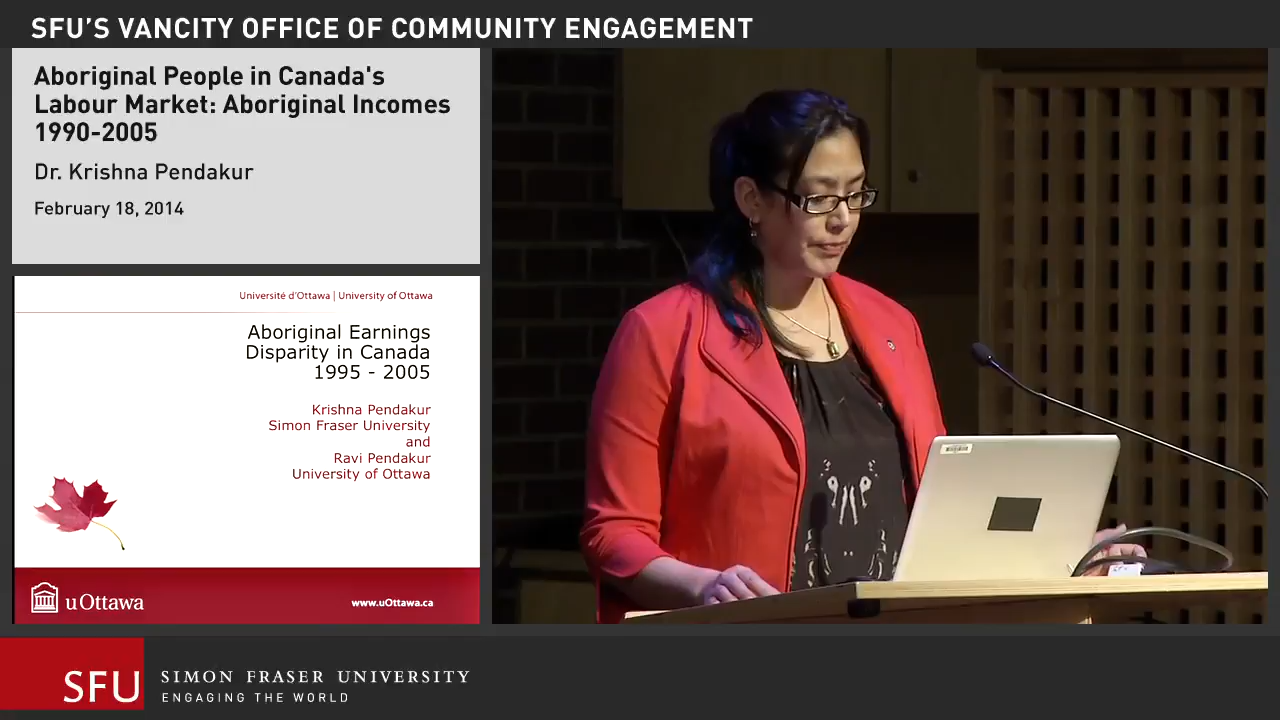 SFU'S VANCITY OFFICE OF COMMUNITY ENGAGEMENT
Aboriginal People in Canada's
Labour Market: Aboriginal Incomes
1990-2005
Dr. Krishna Pendakur
February 18, 2014
Université d'Ottawa | University of Ottawa
Aboriginal Earnings
Disparity in Canada
1995 - 2005
Krishna Pendakur
Simon Fraser University
and
Ravi Pendakur
University of Ottawa
uOttawa
www.uOttawa.ca
SFU
SIMON FRASER UNIVERSITY
ENGAGING THE WORLD